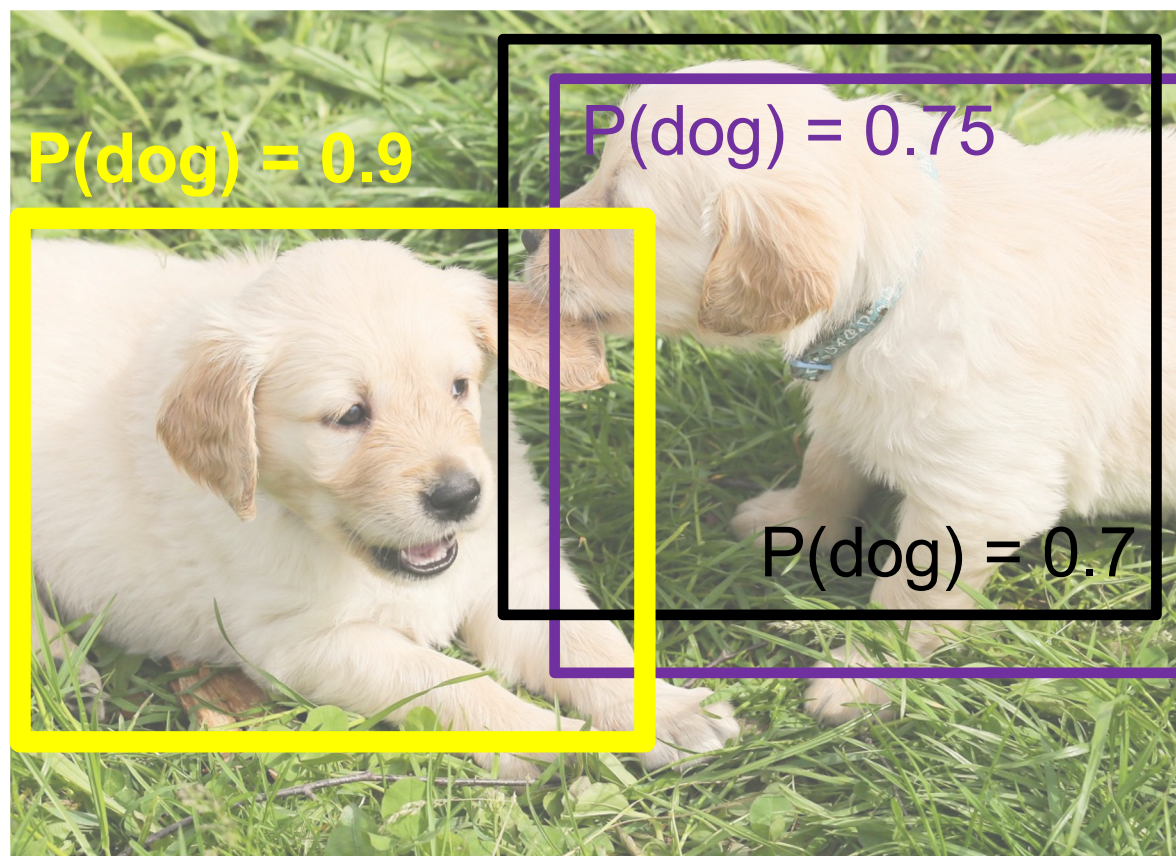 P(dog) = 0.9
P(dog) = 0.75
P(dog) = 0.7